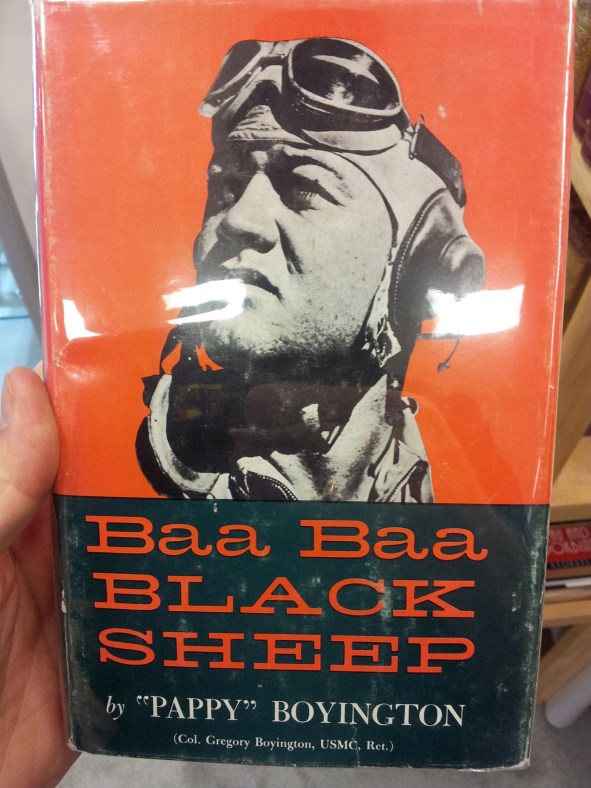 Baa Baa
BLACK
SHEEP
by "PAPPY" BOYINGTON
(Col. Gregory Boyington, USMC, Ret.)